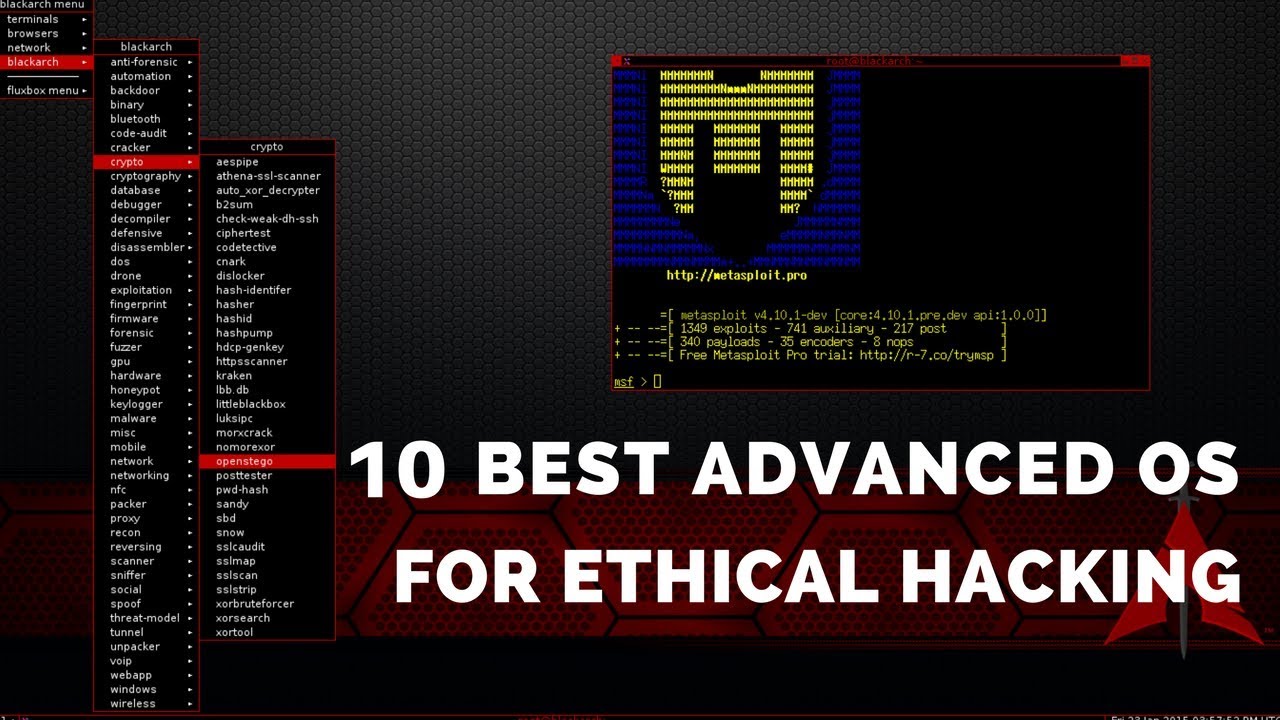 blackarch menu
terminals
browsers
network
blackarch
fluxbox menu
blackarch
anti-forensic
automation
backdoor
binary
bluetooth
code-audit
cracker
crypto
cryptography
database
debugger
decompiler
defensive
disassembler
dos
drone
exploitation
fingerprint
firmware
forensic
fuzzer
gpu
hardware
honeypot
keylogger
malware
misc
mobile
network
networking
nfc
packer
proxy
recon
reversing
scanner
sniffer
social
spoof
threat-model
tunnel
unpacker
voip
webapp
windows
wireless
crypto
aespipe
athena-ssl-scanner
auto_xor_decrypter
b2sum
check-weak-dh-ssh
ciphertest
codetective
cnark
dislocker
hash-identifer
hasher
hashid
hashpump
hdcp-genkey
httpsscanner
kraken
lbb.db
littleblackbox
luksipc
morxcrack
nomorexor
openstego
posttester
pwd-hash
sandy
sbd
snow
sslcaudit
sslmap
sslscan
sslstrip
xorbruteforcer
xorsearch
xortool
root@blackarch:~
http://metasploit.pro
=[ metasploit v4.10.1-dev [core:4.10.1.pre.dev api:1.0.0]]
+ -- --=[ 1349 exploits - 741 auxiliary - 217 post ]
+ -- --=[ 340 payloads - 35 encoders - 8 nops ]
+ -- --=[ Free Metasploit Pro trial: http://r-7.co/trymsp ]
msf >
10 BEST ADVANCED OS
FOR ETHICAL HACKING